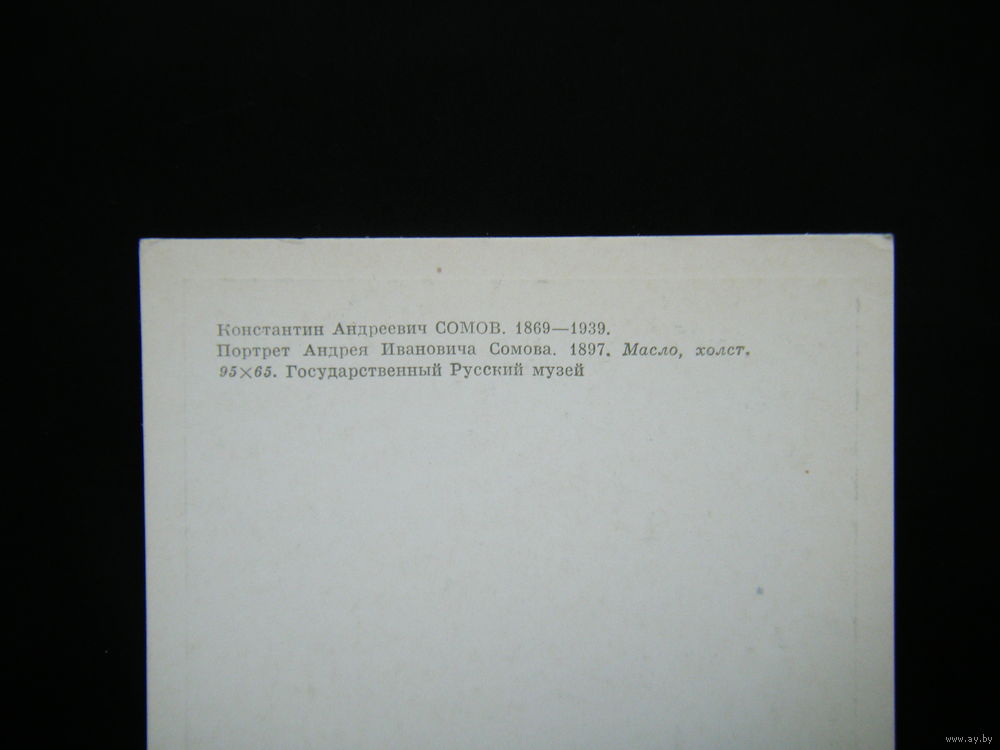 Константин Андреевич СОМОВ. 1869—1939.
Портрет Андрея Ивановича Сомова. 1897. Масло, холст.
95×65. Государственный Русский музей
www.ay.by